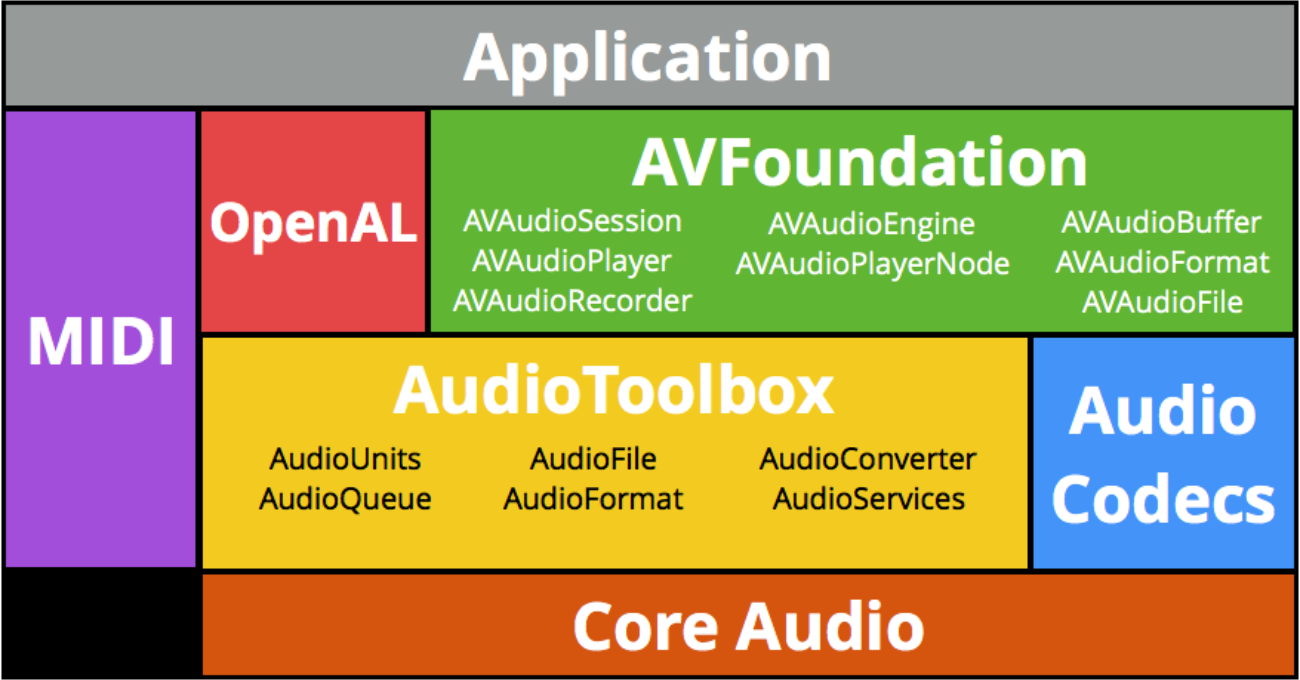 Application
MIDI
OpenAL
AVFoundation
AVAudioSession
AVAudioPlayer
AVAudioRecorder
AVAudioEngine
AVAudioPlayerNode
AVAudioBuffer
AVAudioFormat
AVAudioFile
AudioToolbox
AudioUnits
AudioQueue
AudioFile
AudioFormat
AudioConverter
AudioServices
Audio
Codecs
Core Audio